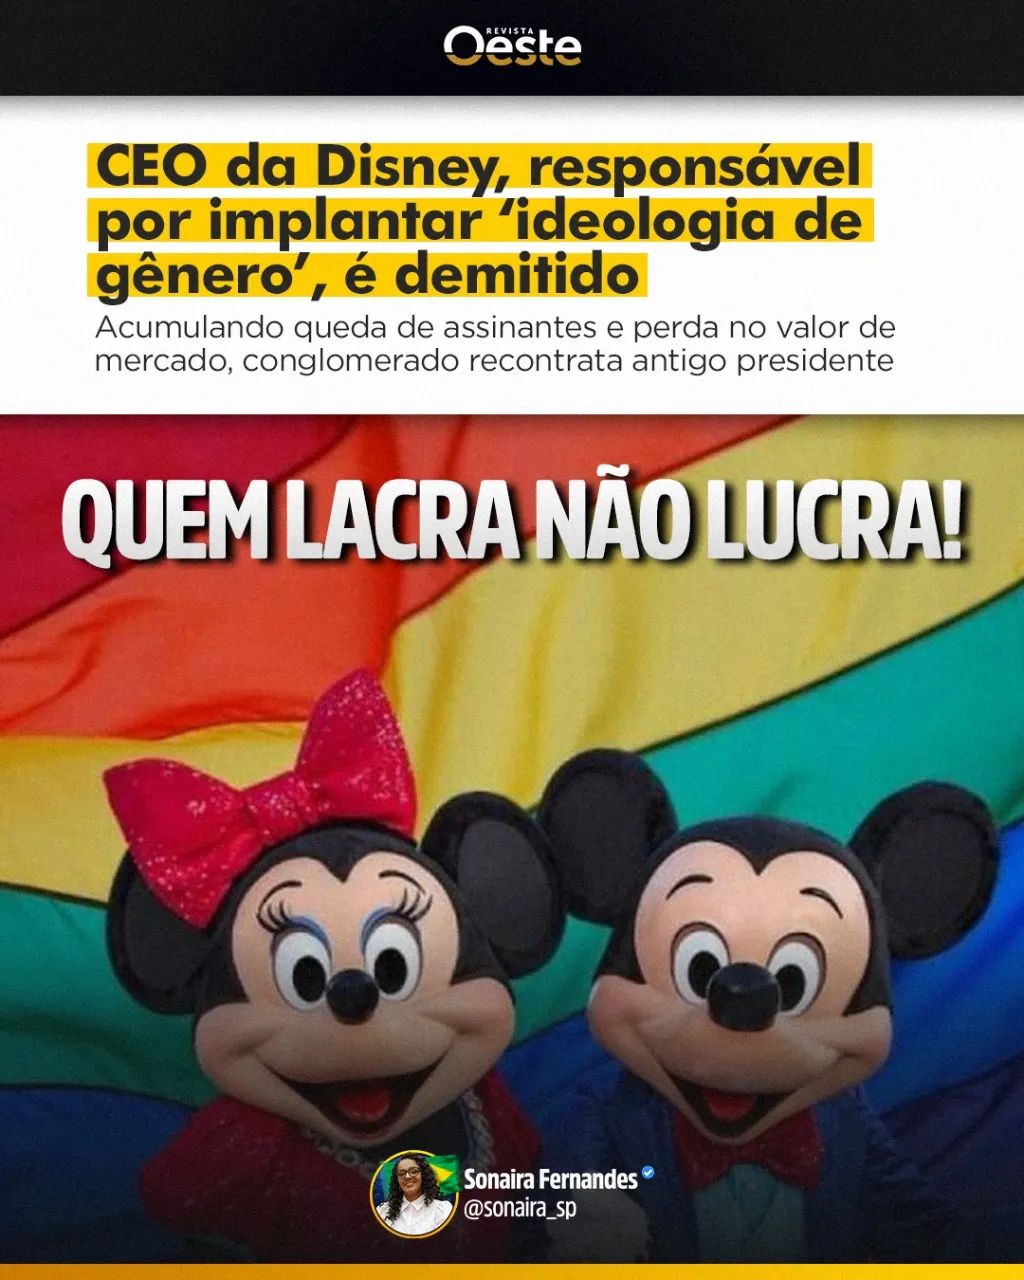 REVISTA
Oeste
CEO da Disney, responsável
por implantar ‘ideologia de
gênero’, é demitido
Acumulando queda de assinantes e perda no valor de
mercado, conglomerado recontrata antigo presidente
QUEM LACRA NÃO LUCRA!
Sonaira Fernandes
@sonaira_sp